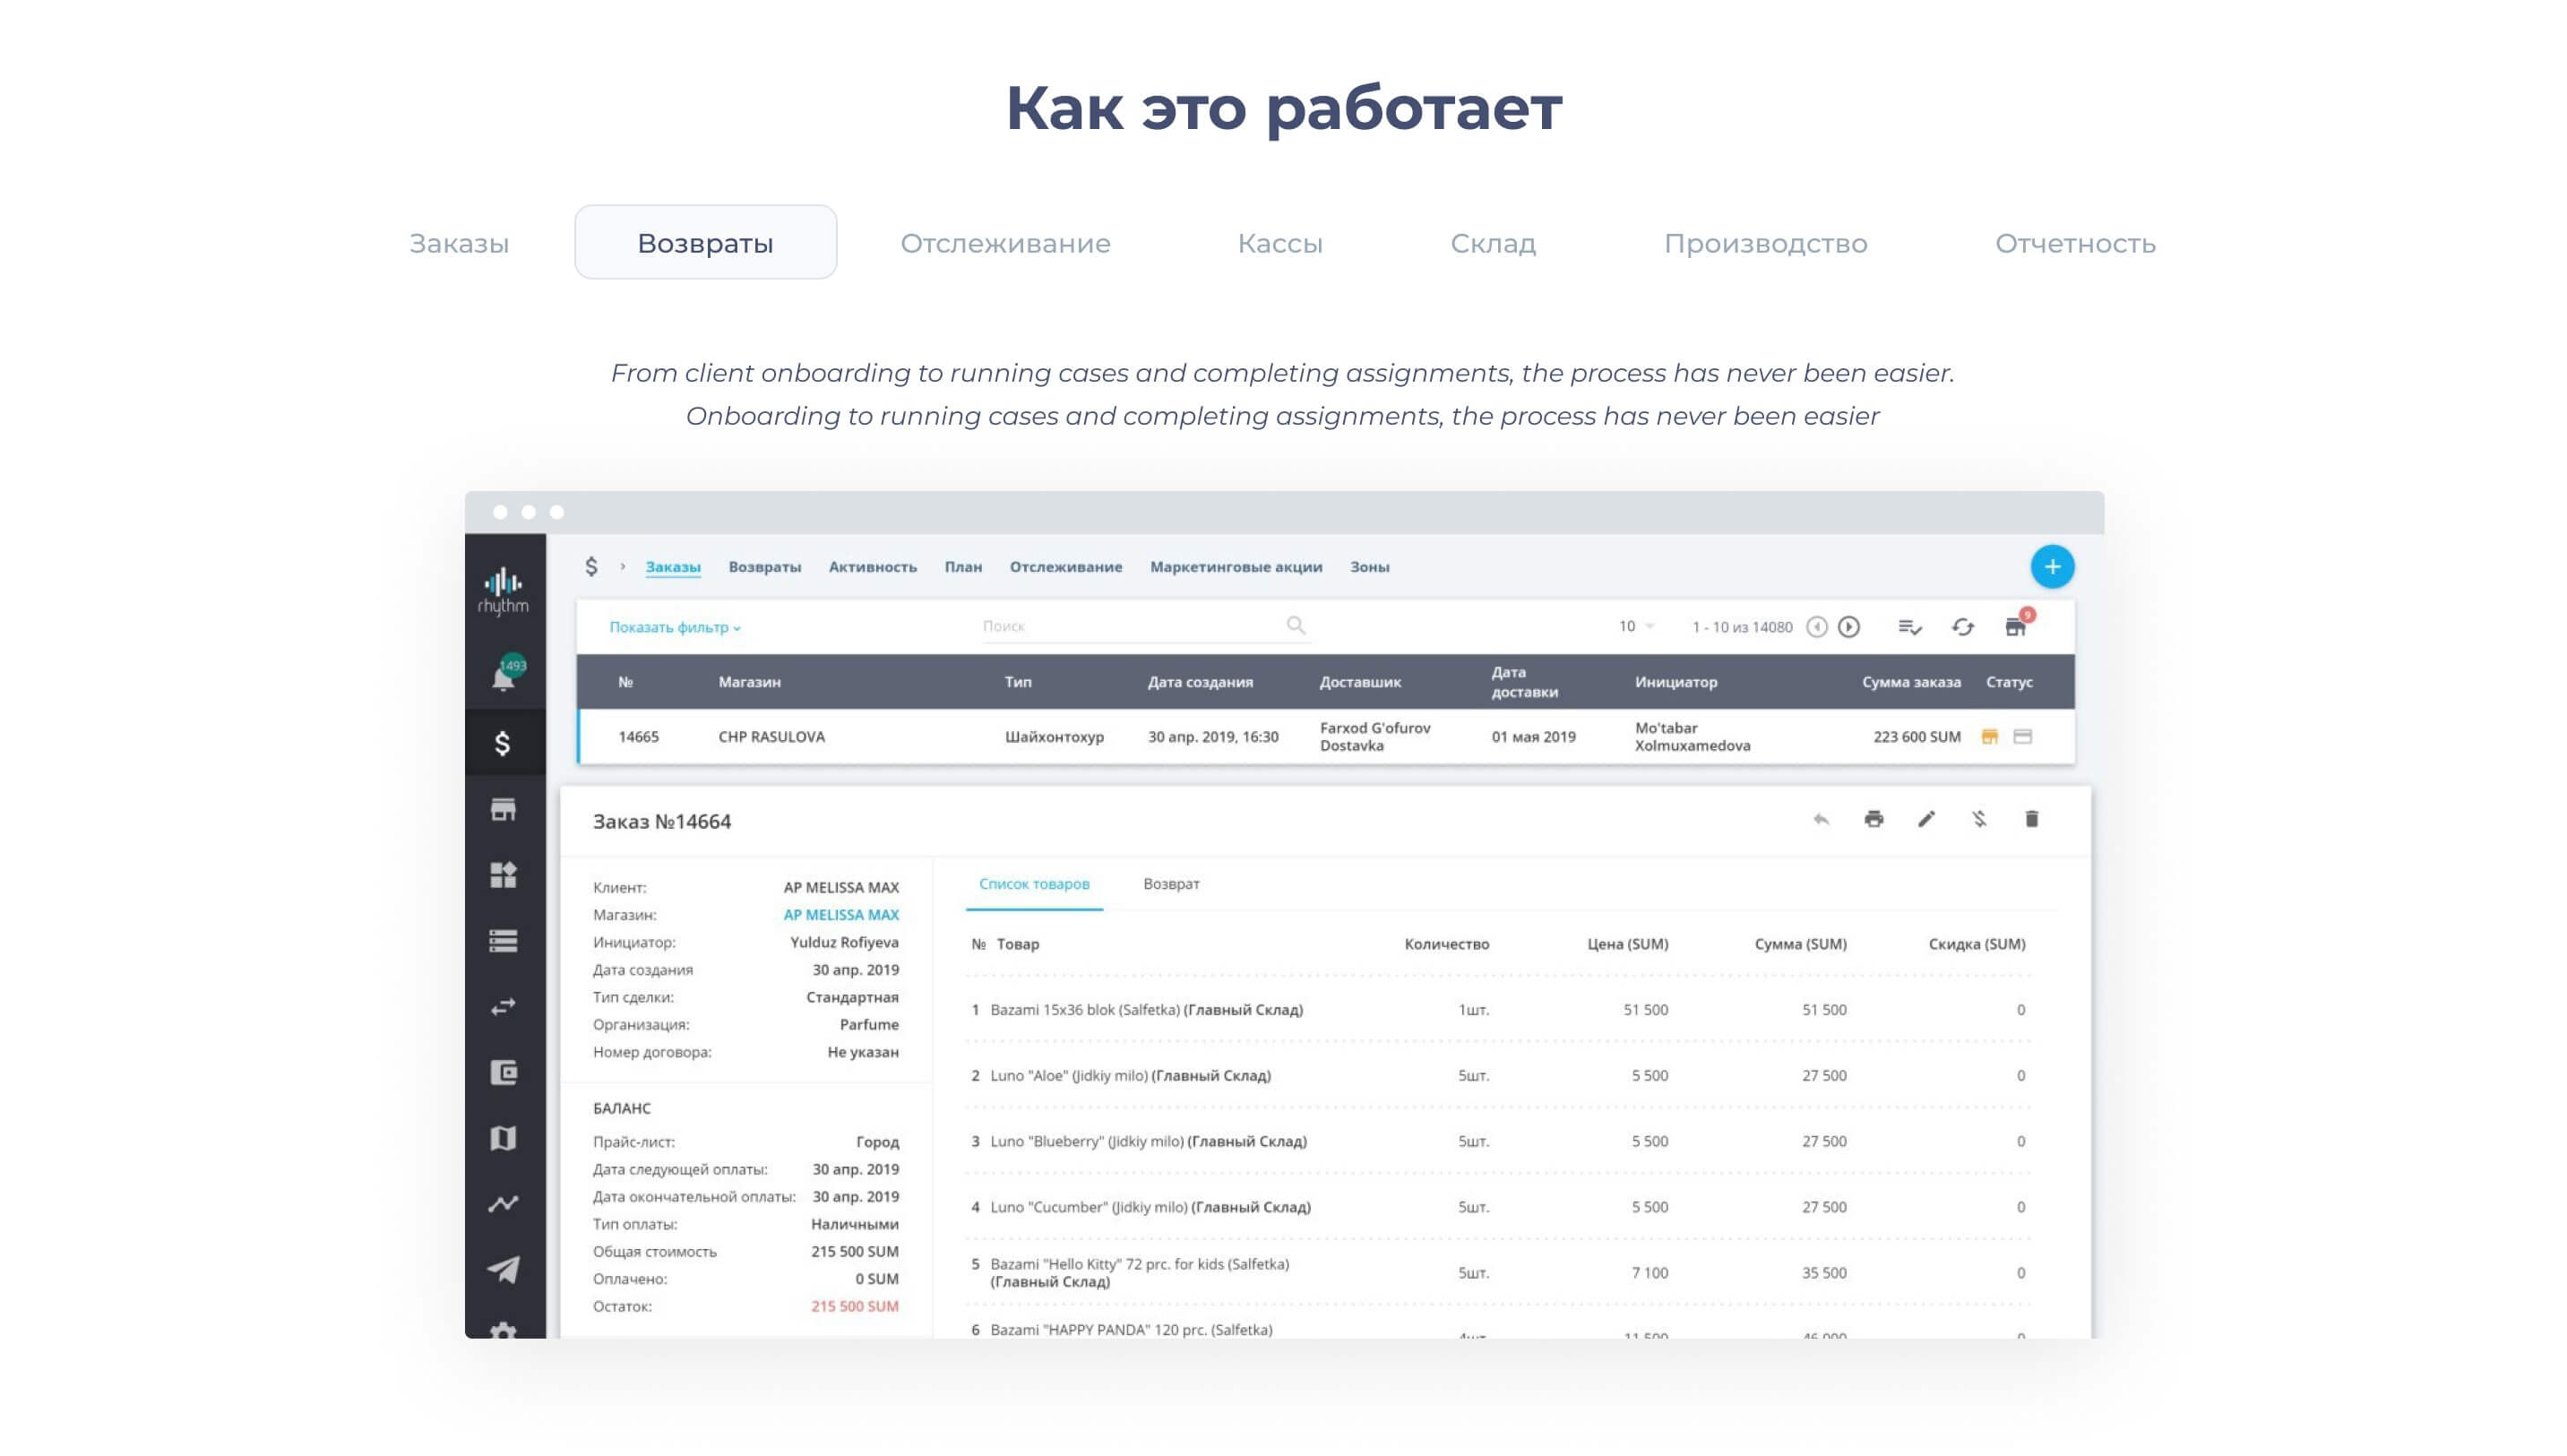 Как это работает
Заказы Возвраты Отслеживание Кассы Склад Производство Отчетность
From client onboarding to running cases and completing assignments, the process has never been easier.
Onboarding to running cases and completing assignments, the process has never been easier
rhythm
1493
$ › Заказы Возвраты Активность План Отслеживание Маркетинговые акции Зоны
Показать фильтр Поиск 10 1 - 10 из 14080 9
№ Магазин Тип Дата создания Доставшик Дата доставки Инициатор Сумма заказа Статус
14665 CHP RASULOVA Шайхонтохур 30 апр. 2019, 16:30 Farxod G'ofurov Dostavka 01 мая 2019 Mo'tabar Xolmuxamedova 223 600 SUM
Заказ №14664
Клиент: AP MELISSA MAX
Магазин: AP MELISSA MAX
Инициатор: Yulduz Rofiyeva
Дата создания 30 апр. 2019
Тип сделки: Стандартная
Организация: Parfume
Номер договора: Не указан
БАЛАНС
Прайс-лист: Город
Дата следующей оплаты: 30 апр. 2019
Дата окончательной оплаты: 30 апр. 2019
Тип оплаты: Наличными
Общая стоимость 215 500 SUM
Оплачено: 0 SUM
Остаток: 215 500 SUM
Список товаров Возврат
№ Товар Количество Цена (SUM) Сумма (SUM) Скидка (SUM)
1 Bazami 15x36 blok (Salfetka) (Главный Склад) 1шт. 51 500 51 500 0
2 Luno "Aloe" (Jidkiy milo) (Главный Склад) 5шт. 5 500 27 500 0
3 Luno "Blueberry" (Jidkiy milo) (Главный Склад) 5шт. 5 500 27 500 0
4 Luno "Cucumber" (Jidkiy milo) (Главный Склад) 5шт. 5 500 27 500 0
5 Bazami "Hello Kitty" 72 prc. for kids (Salfetka)
(Главный Склад) 5шт. 7 100 35 500 0
6 Bazami "HAPPY PANDA" 120 prc. (Salfetka)